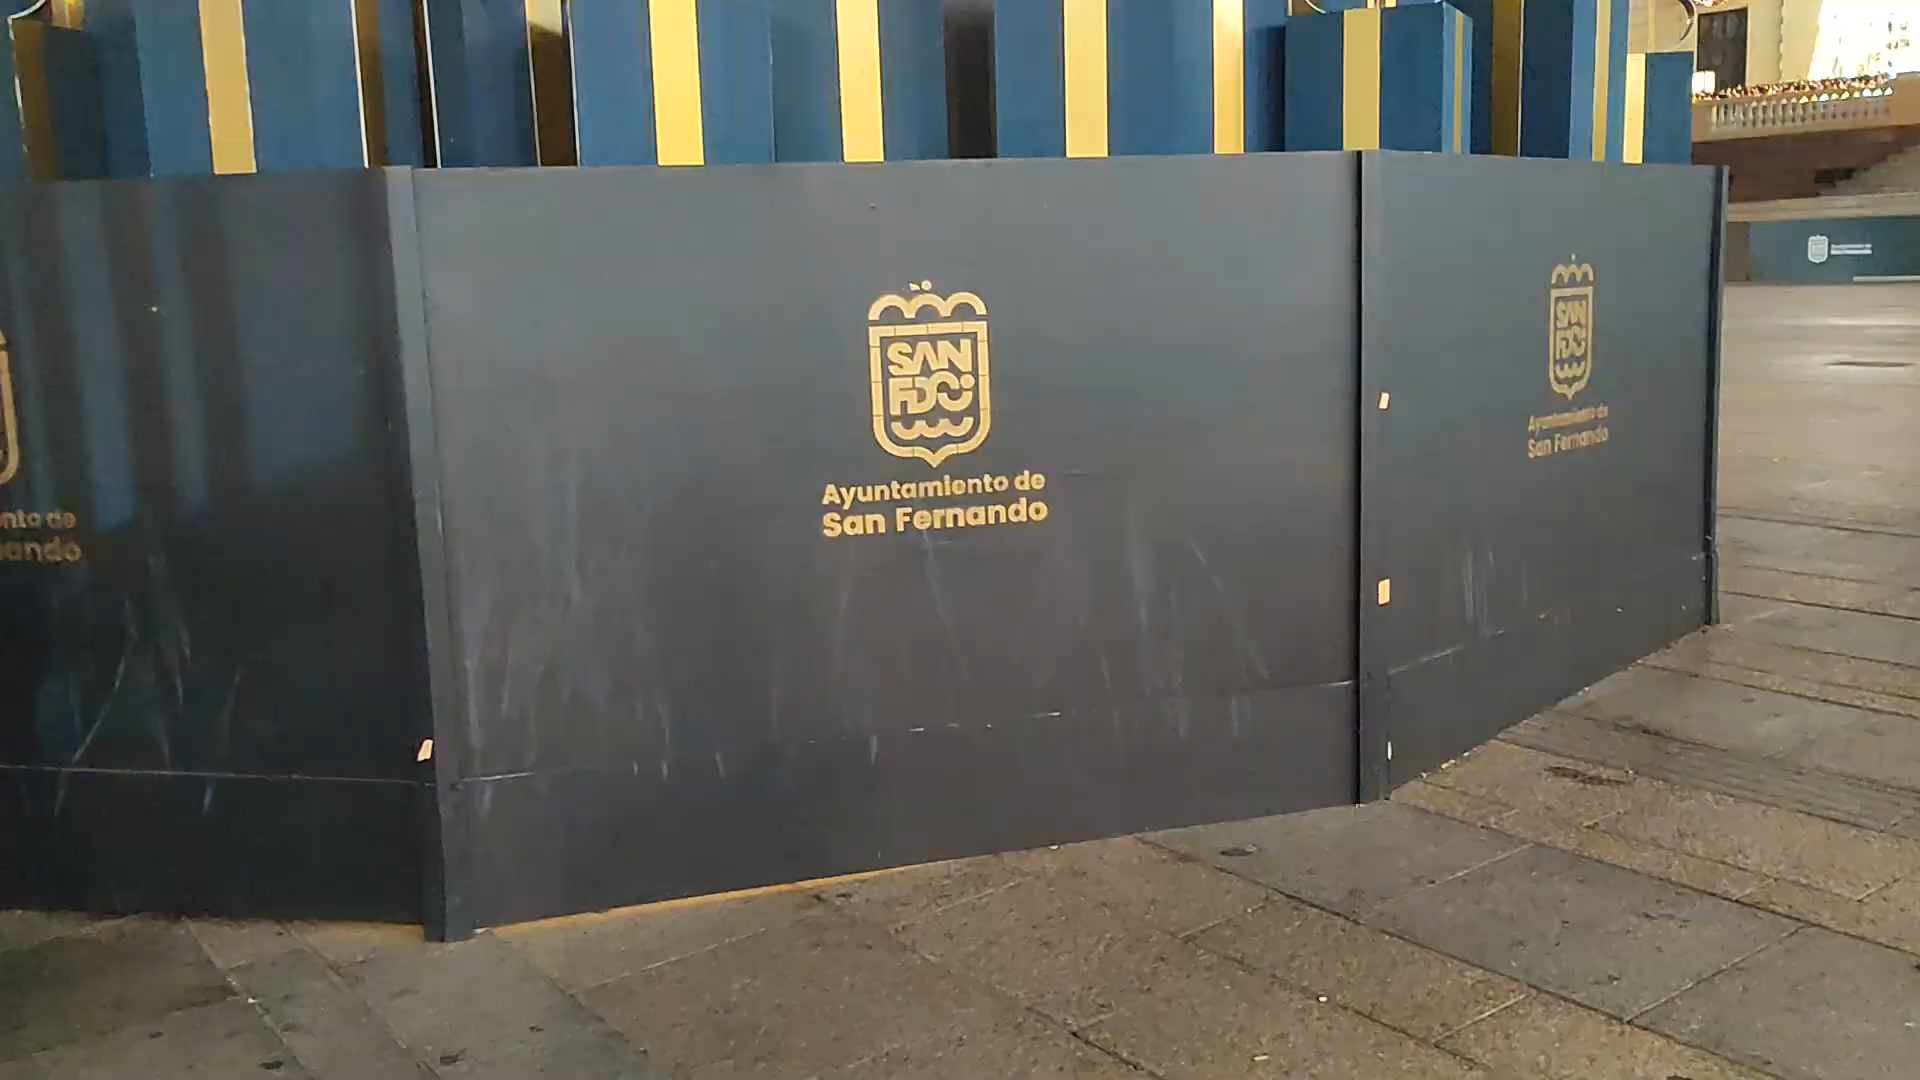 nto de
nando
SAN
FDO
Ayuntamiento de
San Fernando
SAN
FDO
Ayuntamiento de
San Fernando